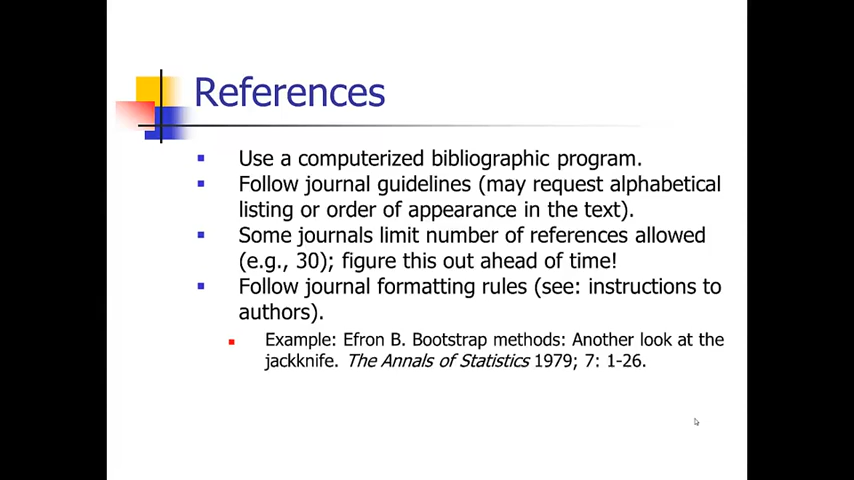 References
Use a computerized bibliographic program.
Follow journal guidelines (may request alphabetical
listing or order of appearance in the text).
Some journals limit number of references allowed
(e.g., 30); figure this out ahead of time!
Follow journal formatting rules (see: instructions to
authors).
Example: Efron B. Bootstrap methods: Another look at the
jackknife. The Annals of Statistics 1979; 7: 1-26.